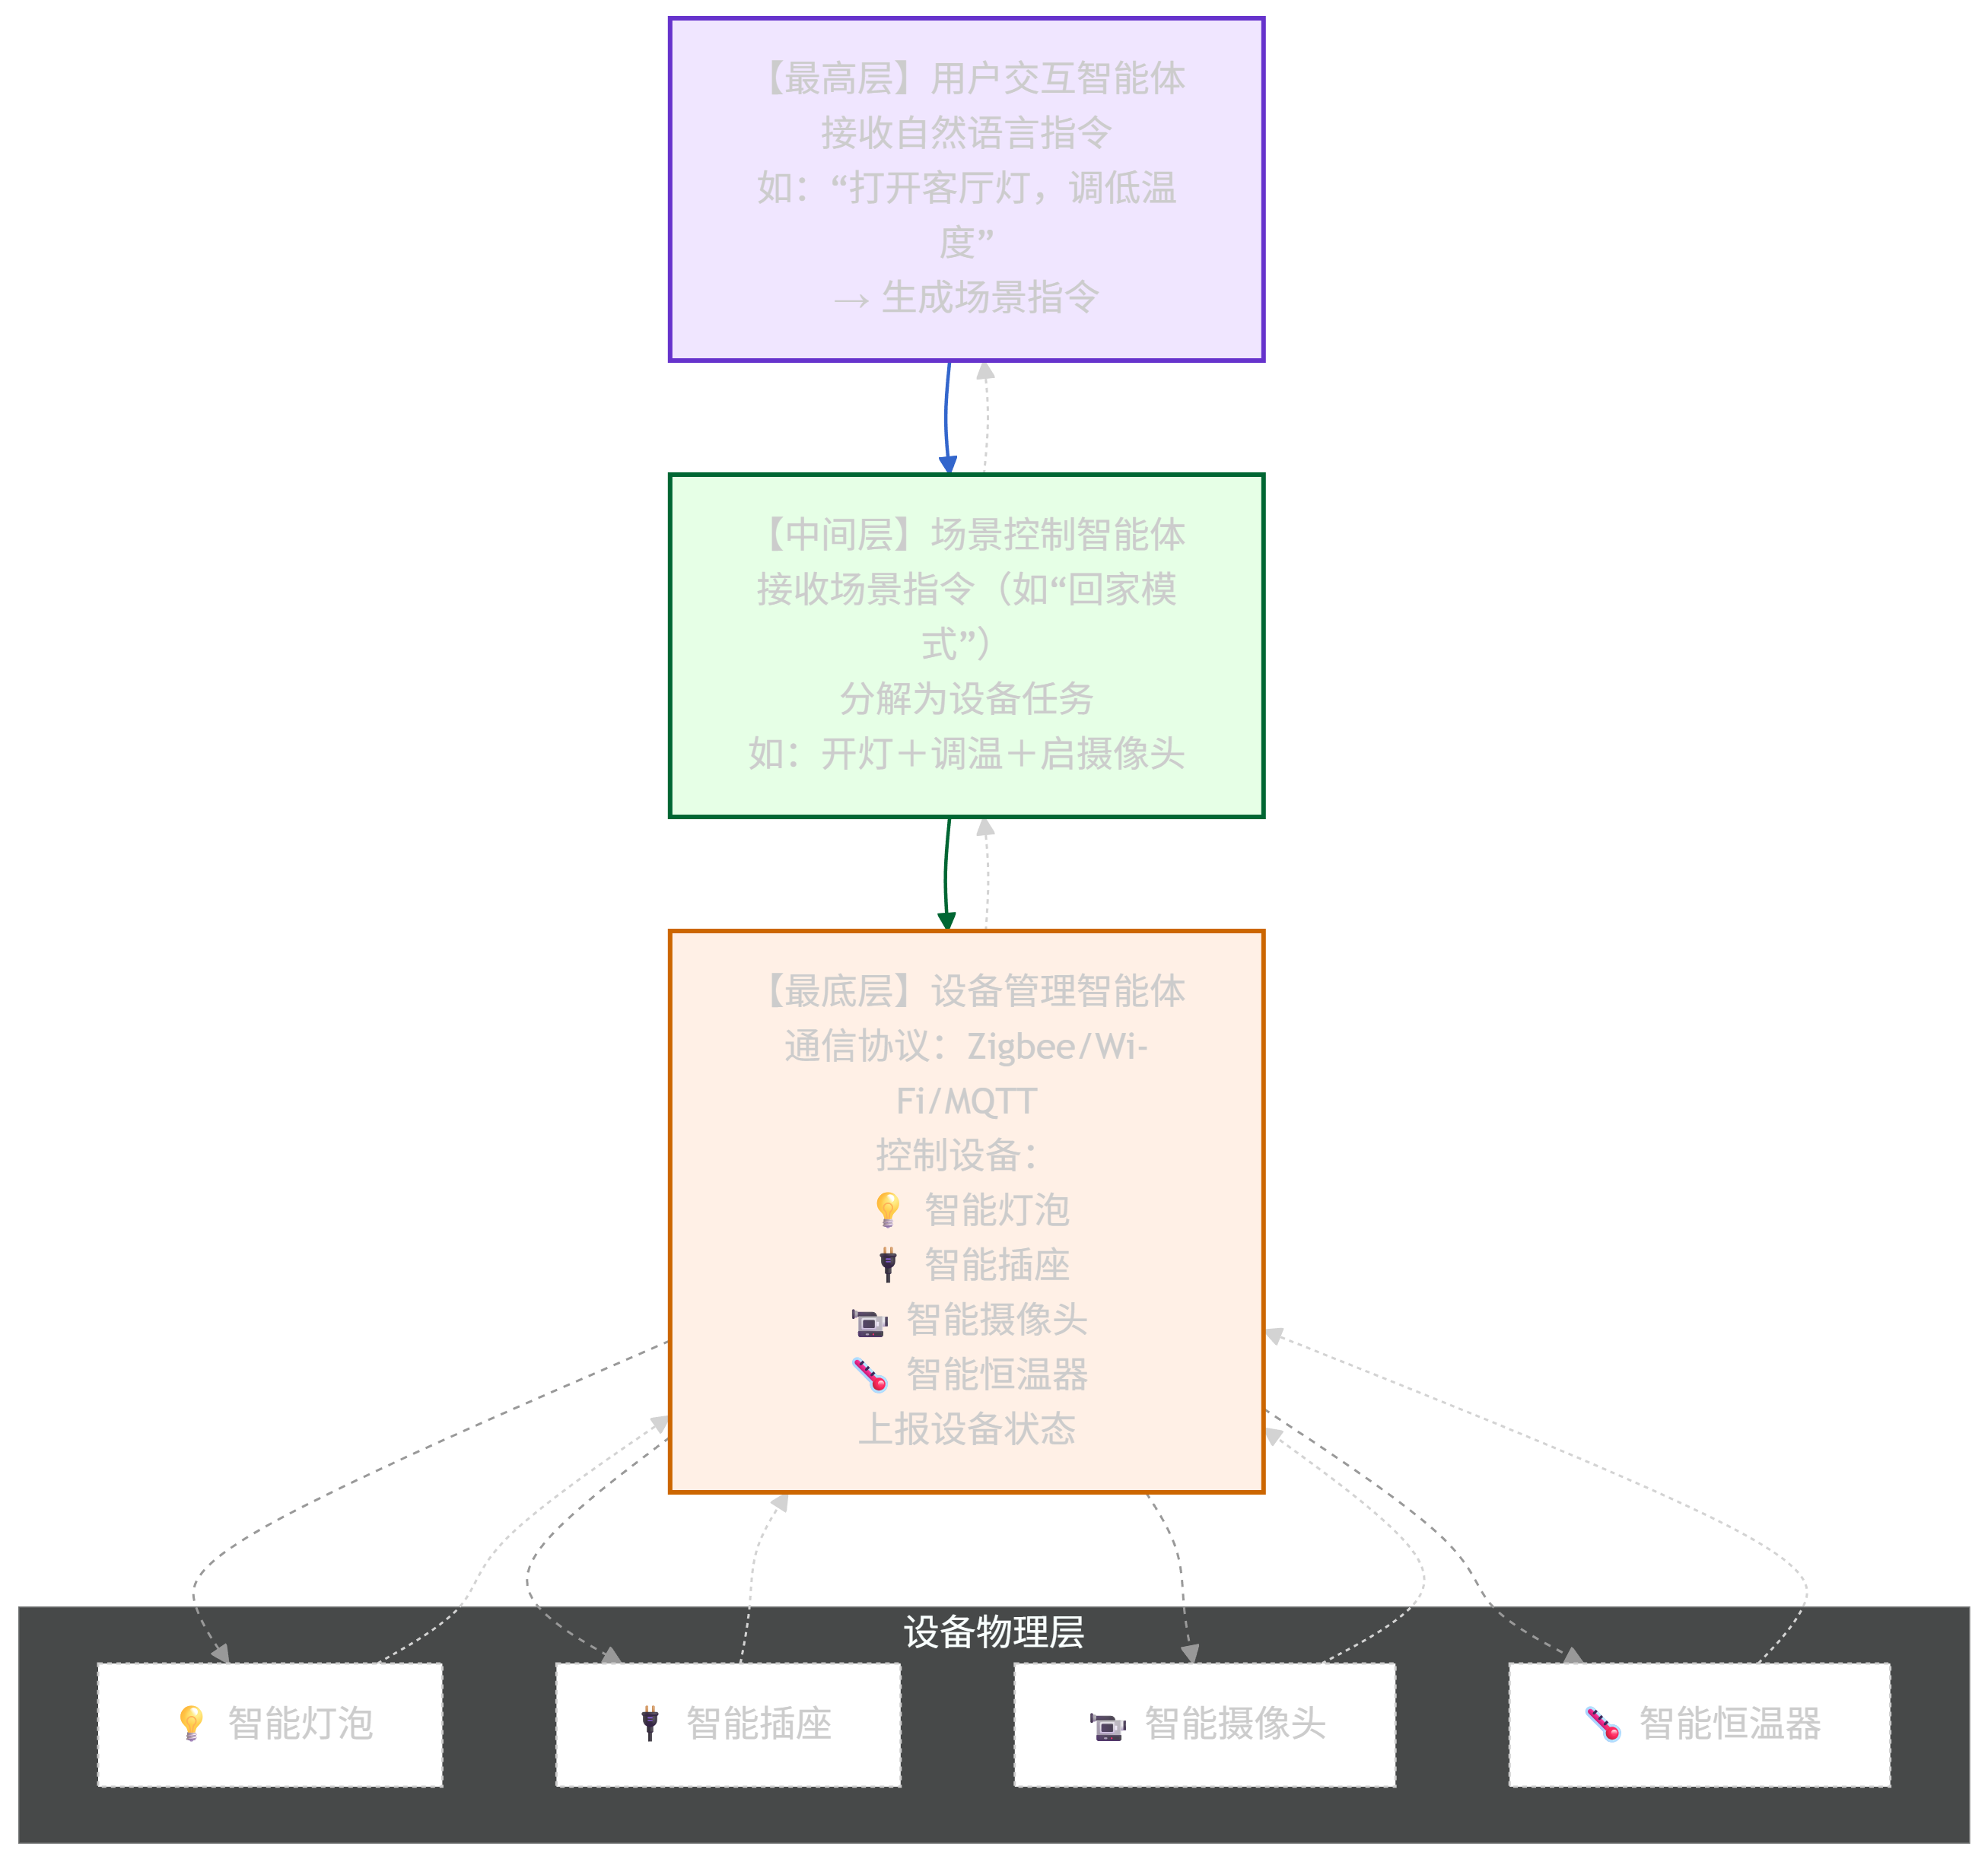 【最高层】用户交互智能体
接收自然语言指令
如：“打开客厅灯，调低温
度”
→ 生成场景指令
【中间层】场景控制智能体
接收场景指令（如“回家模
式”）
分解为设备任务
如：开灯＋调温＋启摄像头
【最底层】设备管理智能体
通信协议：Zigbee/Wi-
Fi/MQTT
控制设备：
💡 智能灯泡
🔌 智能插座
📹 智能摄像头
🌡 智能恒温器
上报设备状态
设备物理层
💡 智能灯泡
🔌 智能插座
📹 智能摄像头
🌡 智能恒温器